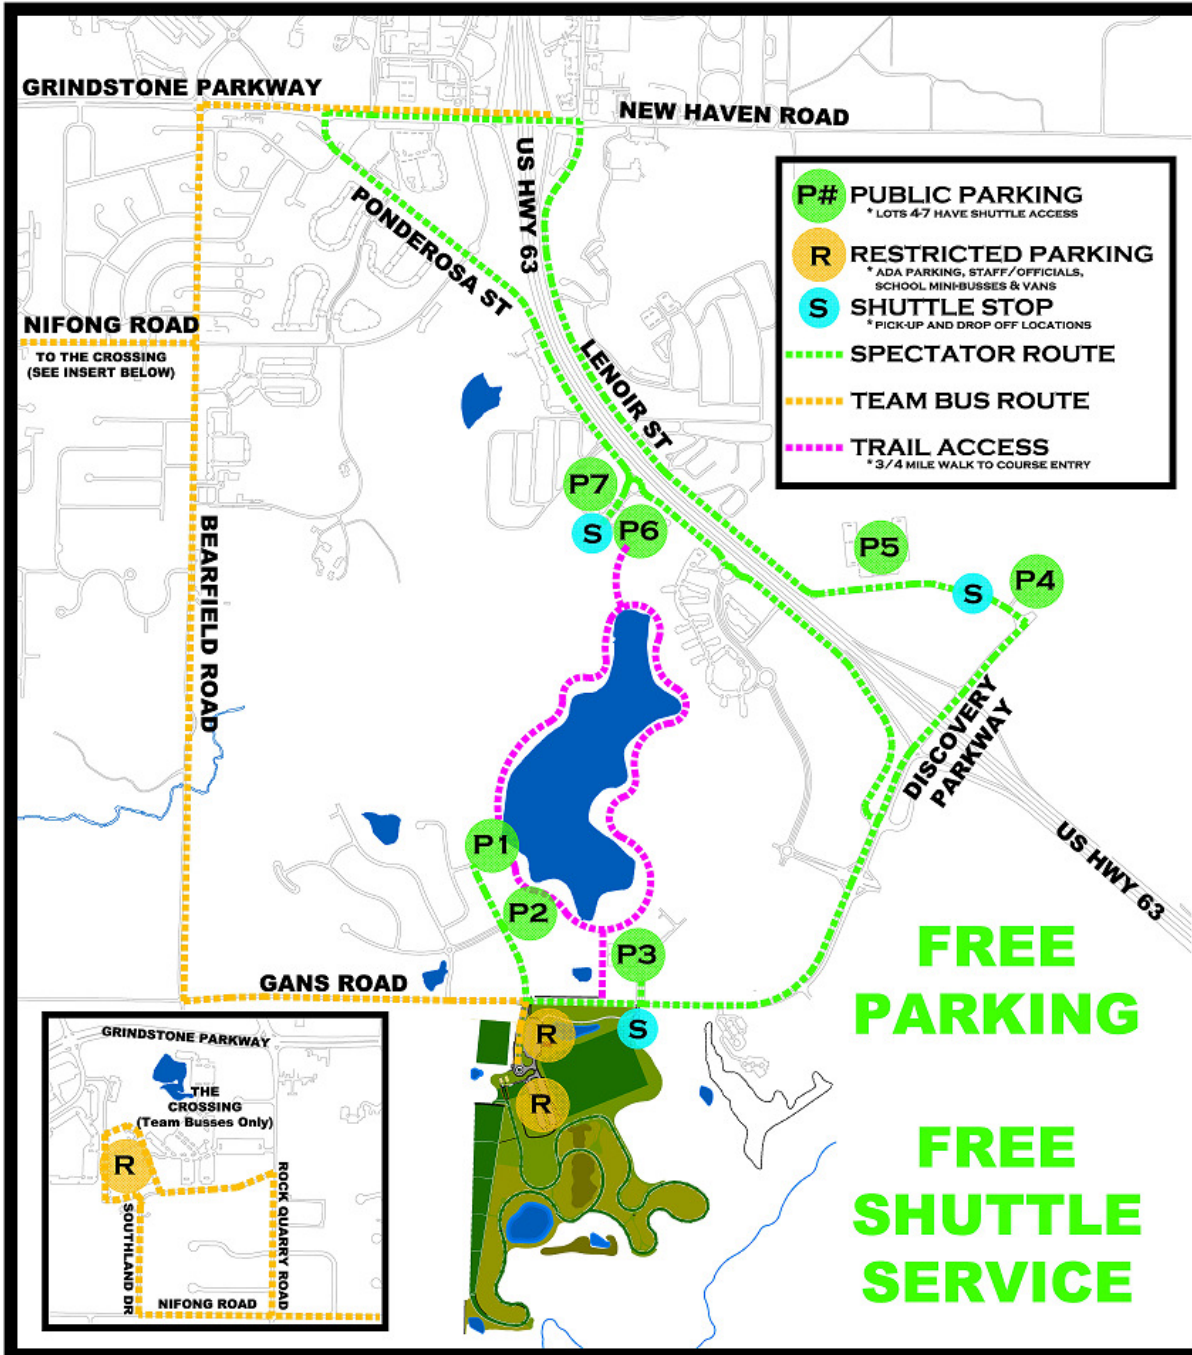 GRINDSTONE PARKWAY
NEW HAVEN ROAD
US HWY 63
PONDEROSA ST
P# PUBLIC PARKING
* LOTS 4-7 HAVE SHUTTLE ACCESS
R RESTRICTED PARKING
* ADA PARKING, STAFF/OFFICIALS,
SCHOOL MINI-BUSSES & VANS
S SHUTTLE STOP
* PICK-UP AND DROP OFF LOCATIONS
SPECTATOR ROUTE
TEAM BUS ROUTE
TRAIL ACCESS
* 3/4 MILE WALK TO COURSE ENTRY
NIFONG ROAD
TO THE CROSSING
(SEE INSERT BELOW)
LENOIR ST
BEARFIELD ROAD
P7
S
P6
P5
P4
S
DISCOVERY
PARKWAY
US HWY 63
P1
P2
P3
GANS ROAD
R
S
R
FREE
PARKING
FREE
SHUTTLE
SERVICE
GRINDSTONE PARKWAY
THE
CROSSING
(Team Busses Only)
R
SOUTHLAND DR
ROCK QUARRY ROAD
NIFONG ROAD